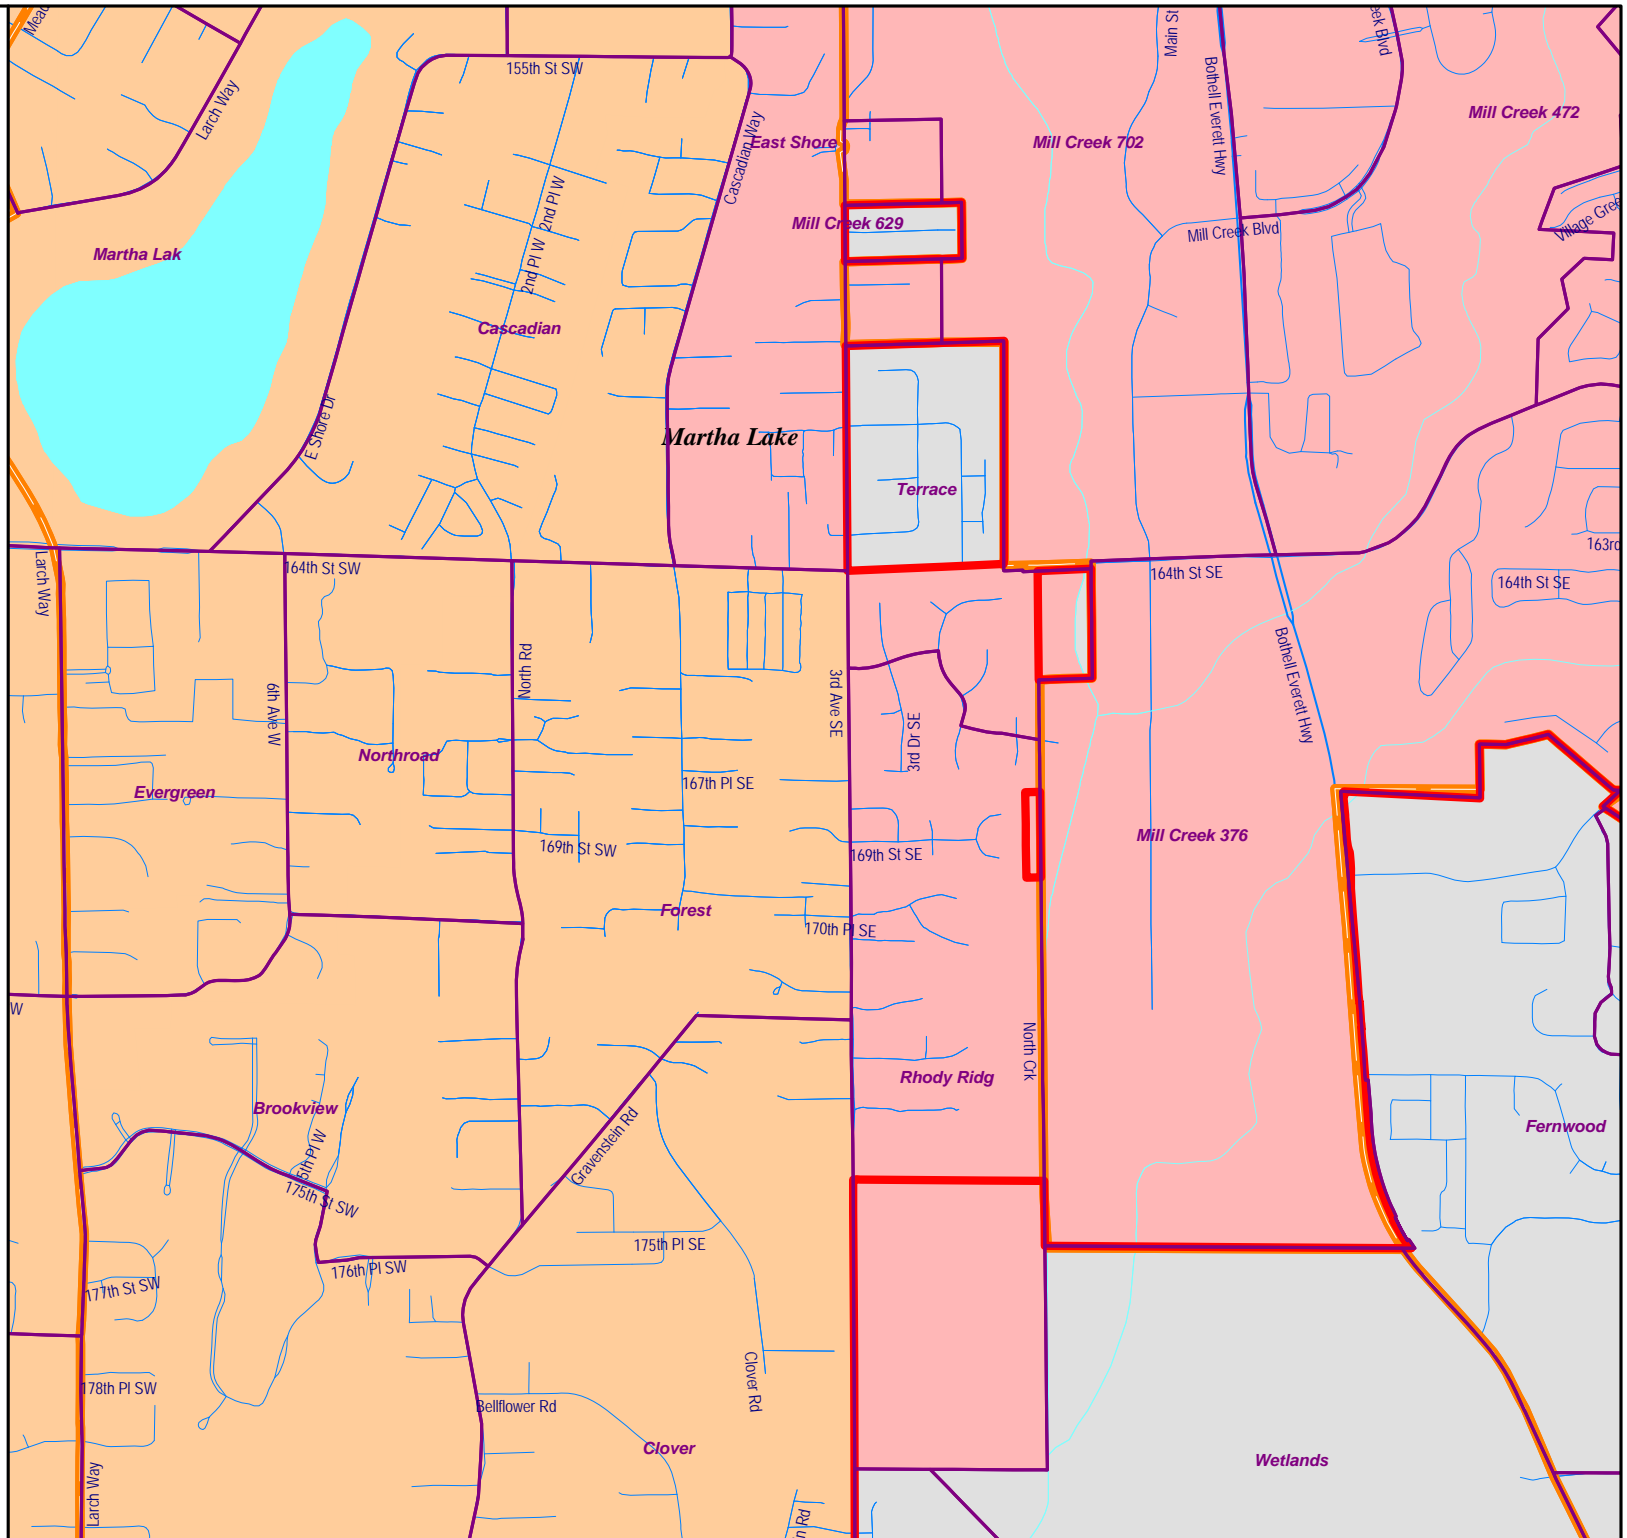 Main St
155th St SW
Larch Way
Bothell Everett Hwy
Mill Creek 472
East Shore
Mill Creek 702
Cascadian Way
2nd Pl W
Mill Creek 629
Mill Creek Blvd
Martha Lak
2nd Pl W
Cascadian
E Shore Dr
Martha Lake
Terrace
163rd
164th St SW
164th St SE
164th St SE
Larch Way
North Rd
3rd Ave SE
6th Ave W
Bothell Everett Hwy
3rd Dr SE
Northroad
167th Pl SE
Evergreen
Mill Creek 376
169th St SW
169th St SE
Forest
170th Pl SE
W
North Crk
Rhody Ridg
Brookview
Fernwood
Gravenstein Rd
5th Pl W
175th St SW
175th Pl SE
176th Pl SW
177th St SW
178th Pl SW
Clover Rd
Bellflower Rd
Clover
Wetlands
Larch Way